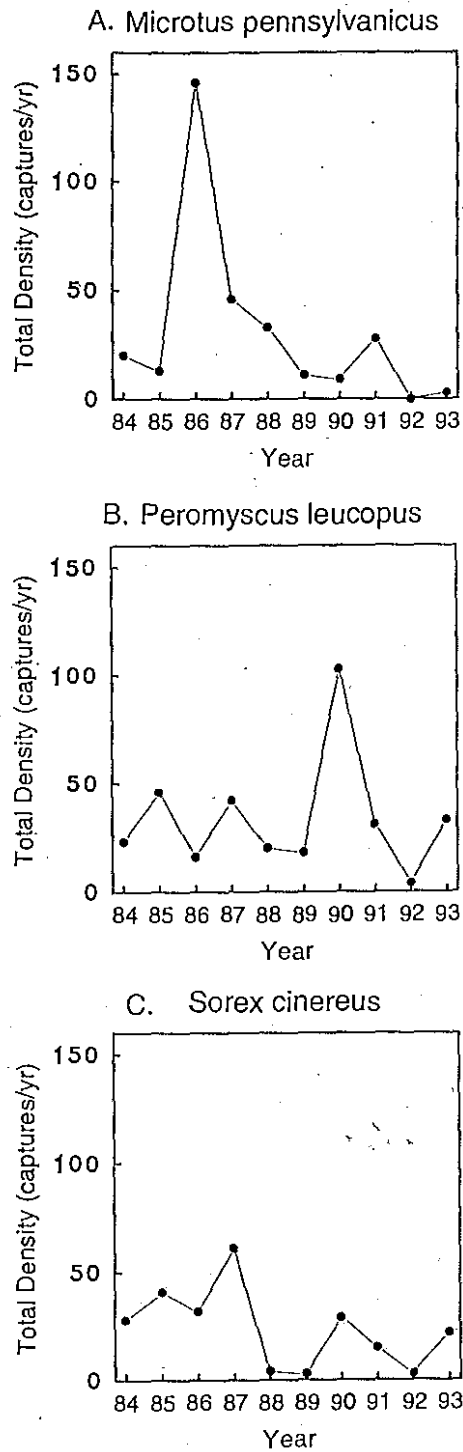 A. Microtus pennsylvanicus
Total Density (captures/yr)
150
100
50
0
84 85 86 87 88 89 90 91 92 93
Year
B. Peromyscus leucopus
Total Density (captures/yr)
150
100
50
0
84 85 86 87 88 89 90 91 92 93
Year
C. Sorex cinereus
Total Density (captures/yr)
150
100
50
0
84 85 86 87 88 89 90 91 92 93
Year